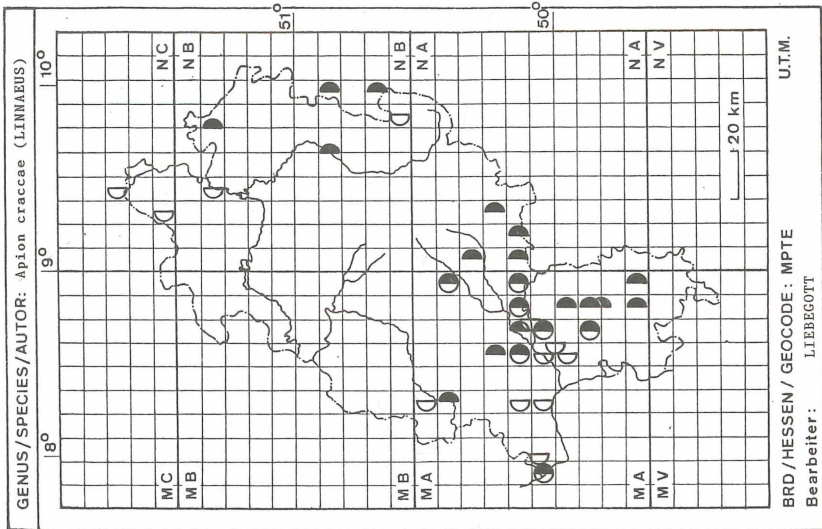 GENUS/SPECIES/AUTOR: Apion craccae (LINNAEUS)
8° 9° 10°
MC NC
MB NB
51°
MB NB
MA NA
50°
MA NA
MV NV
20 km
BRD/HESSEN/GEOCODE: MPTE U.T.M.
Bearbeiter: LIEBEGOTT